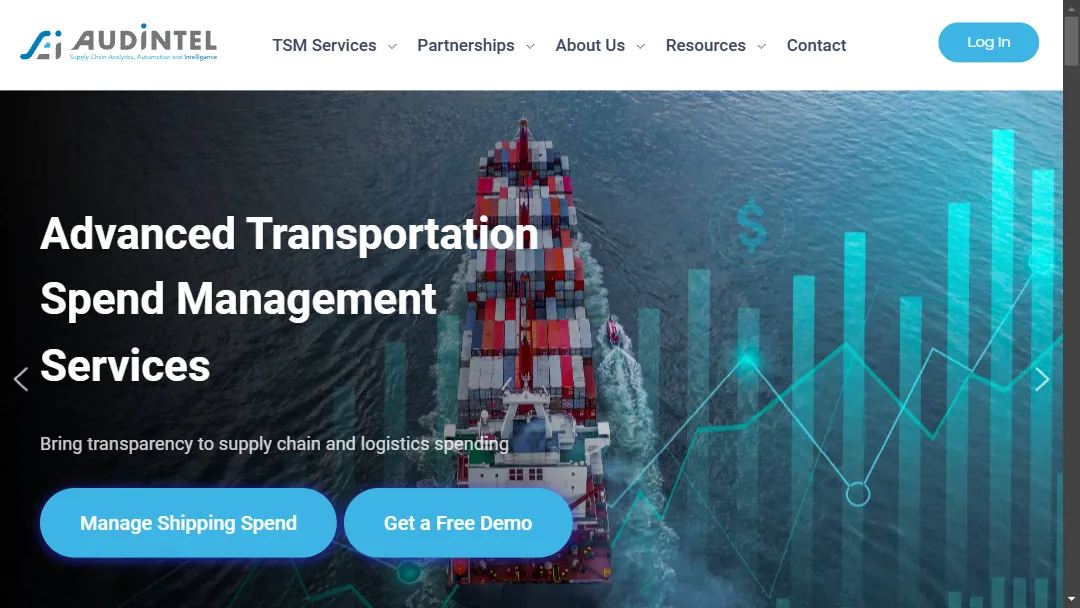 AUDINTEL
Supply Chain Analytics, Automation and Intelligence
TSM Services
Partnerships
About Us
Resources
Contact
Log In
Advanced Transportation
Spend Management
Services
Bring transparency to supply chain and logistics spending
Manage Shipping Spend
Get a Free Demo
$